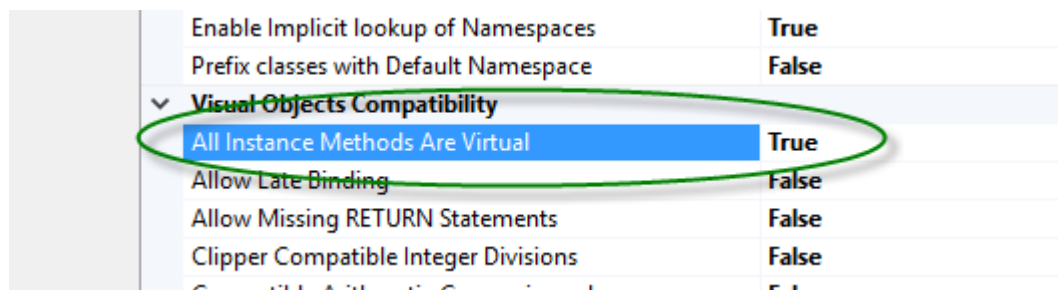 Enable Implicit lookup of Namespaces True
Prefix classes with Default Namespace False
Visual Objects Compatibility
All Instance Methods Are Virtual True
Allow Late Binding False
Allow Missing RETURN Statements False
Clipper Compatible Integer Divisions False